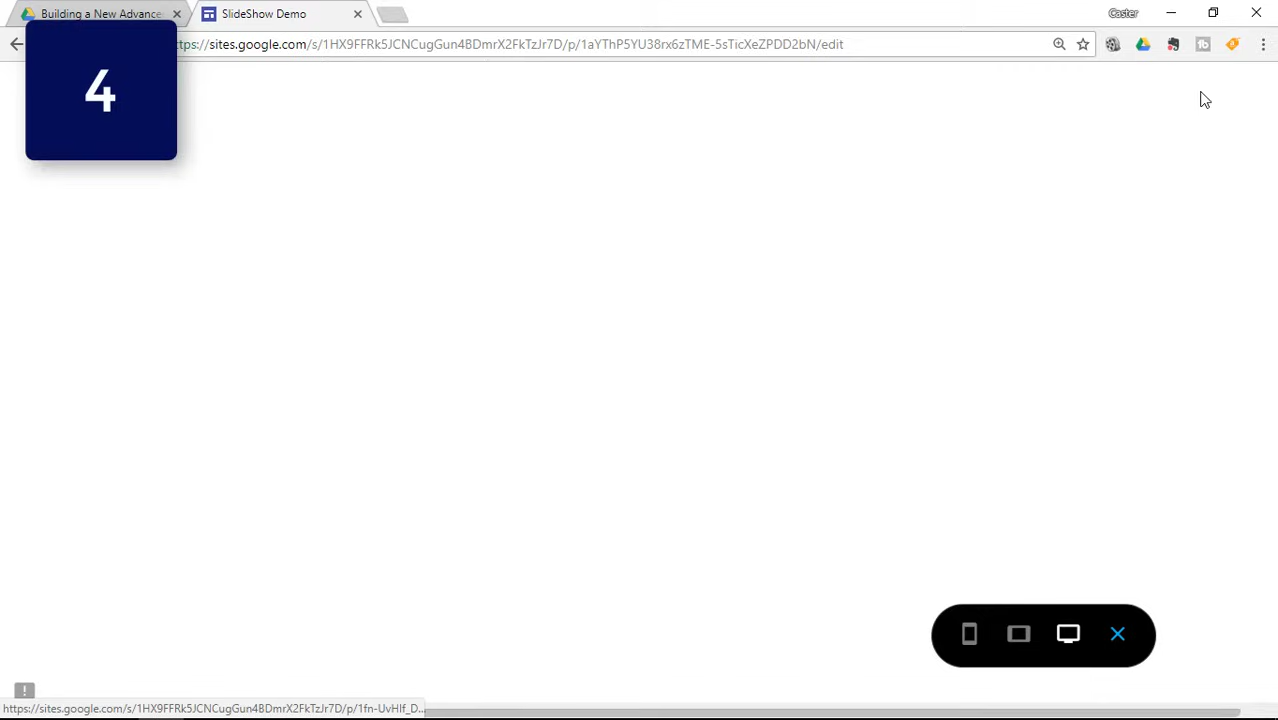 Building a New Advance
SlideShow Demo
Caster
ttps://sites.google.com/s/1HX9FFRk5JCNCugGun4BDmrX2FkTzJr7D/p/1aYThP5YU38rx6zTME-5sTicXeZPDD2bN/edit
4
https://sites.google.com/s/1HX9FFRk5JCNCugGun4BDmrX2FkTzJr7D/p/1fn-UvHlf_D...